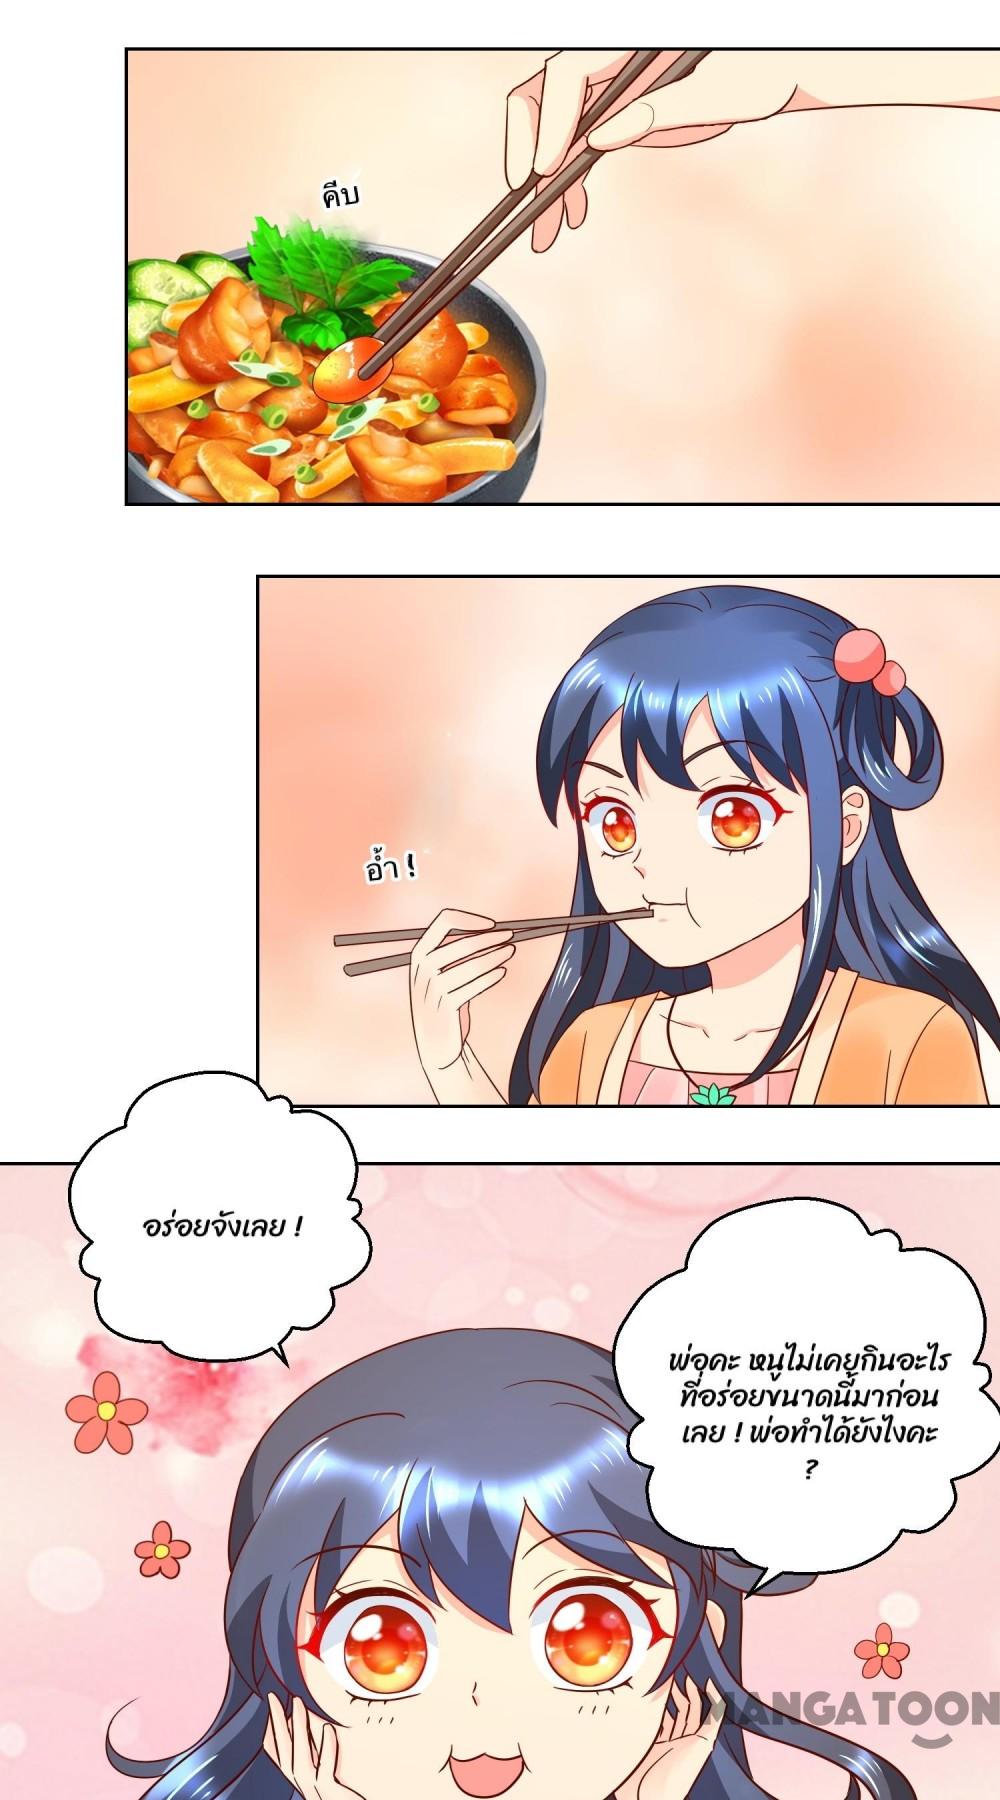 คีบ
อ้ำ !
อร่อยจังเลย !
พ่อคะ หนูไม่เคยกินอะไร
ที่อร่อยขนาดนี้มาก่อน
เลย ! พ่อทำได้ยังไงคะ
?
MANGATOON